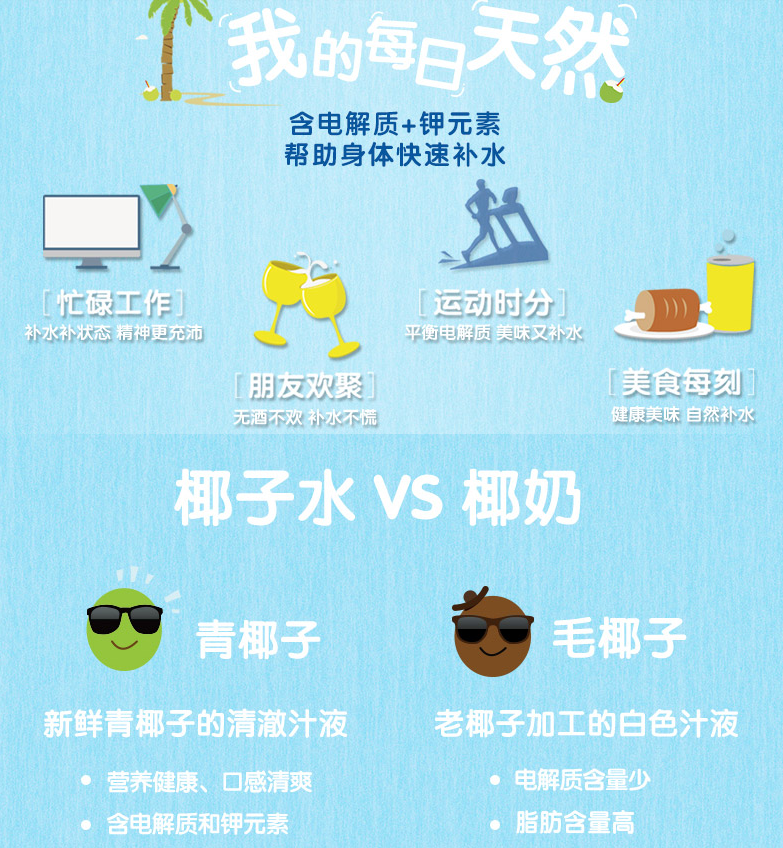 我的每日天然
含电解质+钾元素
帮助身体快速补水
[忙碌工作]
补水补状态 精神更充沛
[朋友欢聚]
无酒不欢 补水不慌
[运动时分]
平衡电解质 美味又补水
[美食每刻]
健康美味 自然补水
椰子水 VS 椰奶
青椰子
新鲜青椰子的清澈汁液
• 营养健康、口感清爽
• 含电解质和钾元素
毛椰子
老椰子加工的白色汁液
• 电解质含量少
• 脂肪含量高